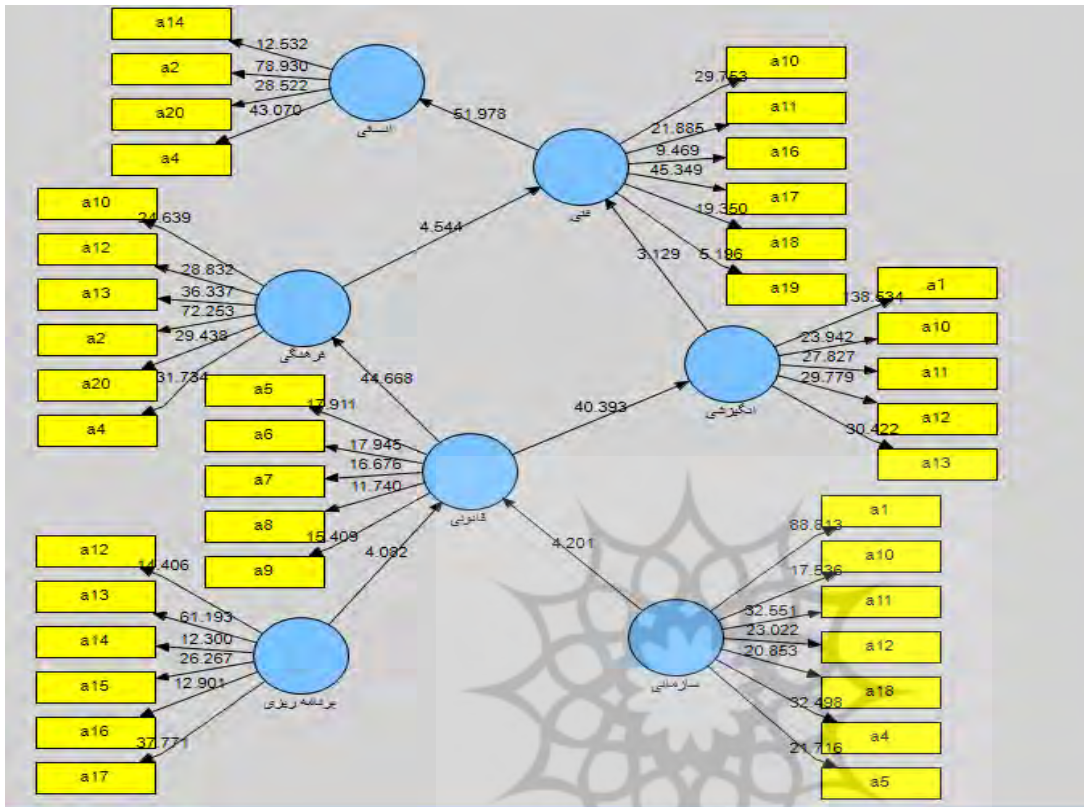 a14
12.532
a2
78.930
a20
28.522
a4
43.070
انسانی
51.978
a10
29.753
a11
21.885
a16
9.469
a17
45.349
a18
19.350
a19
5.196
فنی
4.544
3.129
a10
24.639
a12
28.832
a13
36.337
a2
72.253
a20
29.438
a4
31.734
فرهنگی
a1
138.634
a10
23.942
a11
27.827
a12
29.779
a13
30.422
انگیزشی
44.668
40.393
a5
17.911
a6
17.945
a7
16.676
a8
11.740
a9
15.409
قانونی
4.082
4.201
a12
14.406
a13
61.193
a14
12.300
a15
26.267
a16
12.901
a17
37.771
برنامه ریزی
a1
88.813
a10
17.536
a11
32.551
a12
23.022
a18
20.853
a4
32.498
a5
21.716
سازمانی